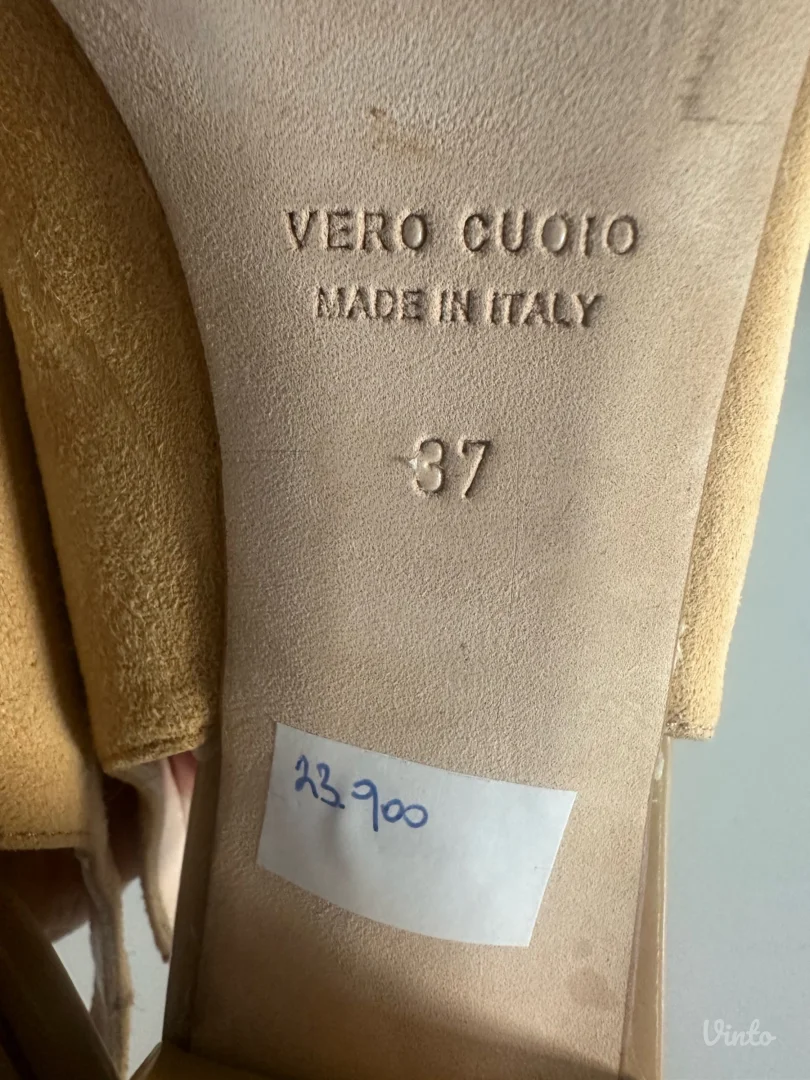 VERO CUOIO
MADE IN ITALY
37
23.900
Vinto